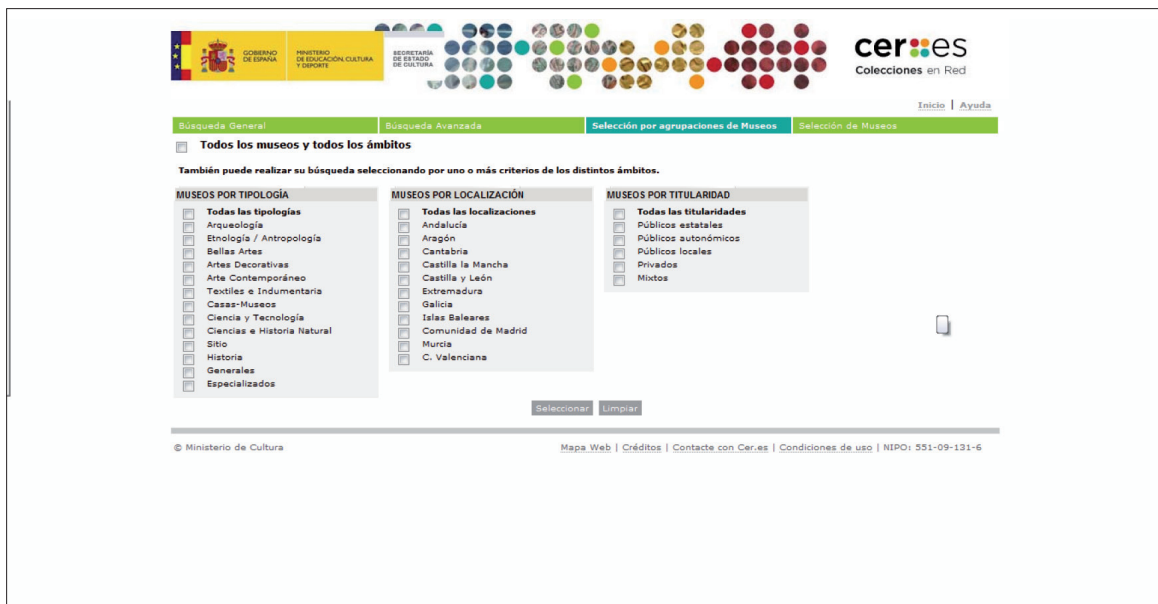 GOBIERNO
DE ESPAÑA
MINISTERIO
DE EDUCACIÓN, CULTURA
Y DEPORTE
SECRETARÍA
DE ESTADO
DE CULTURA
ceres
Colecciones en Red
Inicio | Ayuda
Búsqueda General Búsqueda Avanzada Selección por agrupaciones de Museos Selección de Museos
Todos los museos y todos los ámbitos
También puede realizar su búsqueda seleccionando por uno o más criterios de los distintos ámbitos.
MUSEOS POR TIPOLOGÍA
Todas las tipologías
Arqueología
Etnología / Antropología
Bellas Artes
Artes Decorativas
Arte Contemporáneo
Textiles e Indumentaria
Casas-Museos
Ciencia y Tecnología
Ciencias e Historia Natural
Sitio
Historia
Generales
Especializados
MUSEOS POR LOCALIZACIÓN
Todas las localizaciones
Andalucía
Aragón
Cantabria
Castilla la Mancha
Castilla y León
Extremadura
Galicia
Islas Baleares
Comunidad de Madrid
Murcia
C. Valenciana
MUSEOS POR TITULARIDAD
Todas las titularidades
Públicos estatales
Públicos autonómicos
Públicos locales
Privados
Mixtos
Seleccionar Limpiar
© Ministerio de Cultura
Mapa Web | Créditos | Contacte con Cer.es | Condiciones de uso | NIPO: 551-09-131-6